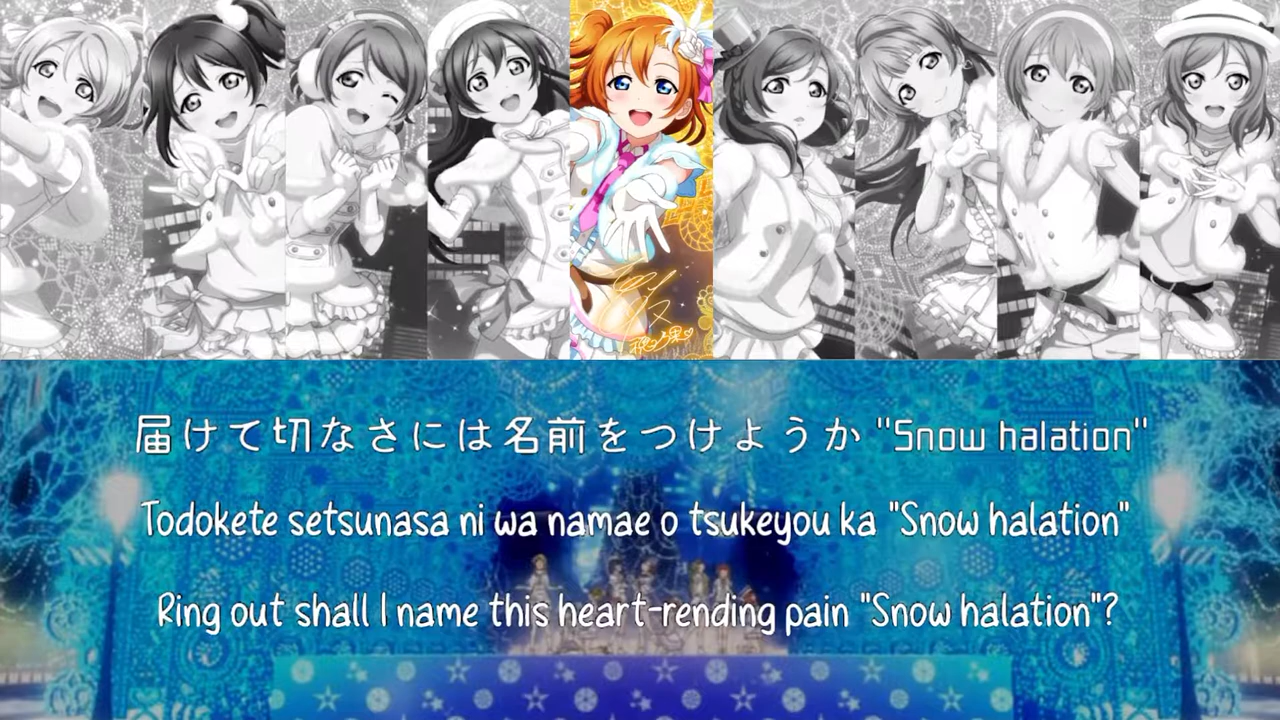 届けて切なさには名前をつけようか "Snow halation"
Todokete setsunasa ni wa namae o tsukeyou ka "Snow halation"
Ring out shall I name this heart-rending pain "Snow halation"?